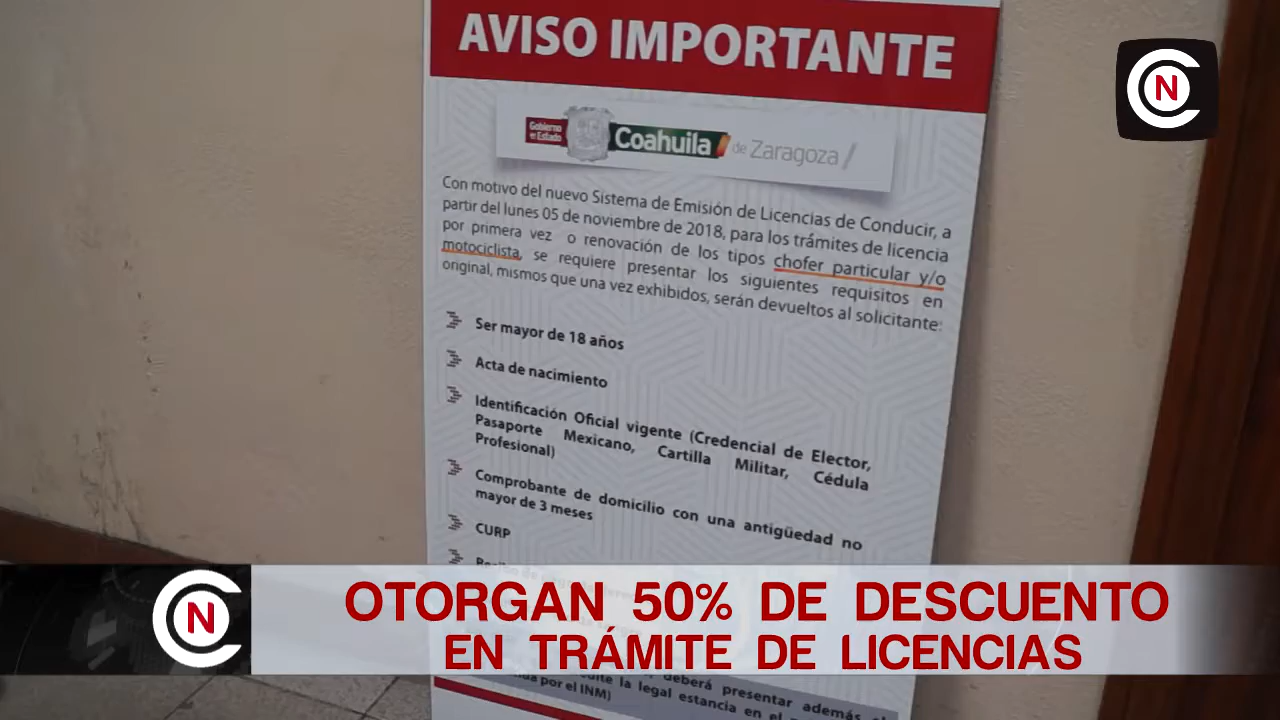 AVISO IMPORTANTE
CN
Gobierno de Estado
Coahuila de Zaragoza
Con motivo del nuevo Sistema de Emisión de Licencias de Conducir, a
partir del lunes 05 de noviembre de 2018, para los trámites de licencia
por primera vez o renovación de los tipos chofer particular y/o
motociclista, se requiere presentar los siguientes requisitos en
original, mismos que una vez exhibidos, serán devueltos al solicitante:
Ser mayor de 18 años
Acta de nacimiento
Identificación Oficial vigente (Credencial de Elector,
Pasaporte Mexicano, Cartilla Militar, Cédula
Profesional)
Comprobante de domicilio con una antigüedad no
mayor de 3 meses
CURP
CN
OTORGAN 50% DE DESCUENTO
EN TRÁMITE DE LICENCIAS
deberá presentar además el
la legal estancia en el
por el INM)